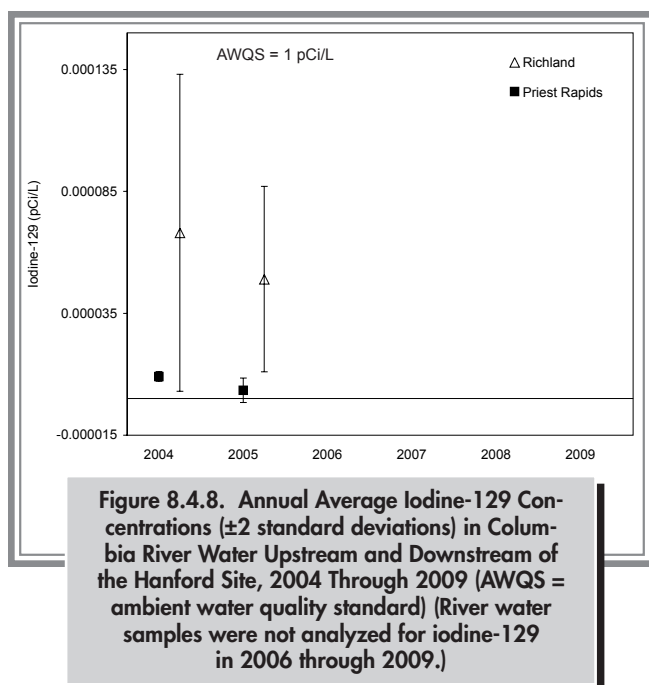 AWQS = 1 pCi/L
Richland
Priest Rapids
Iodine-129 (pCi/L)
0.000135
0.000085
0.000035
-0.000015
2004 2005 2006 2007 2008 2009
Figure 8.4.8. Annual Average Iodine-129 Con-
centrations (±2 standard deviations) in Colum-
bia River Water Upstream and Downstream of
the Hanford Site, 2004 Through 2009 (AWQS =
ambient water quality standard) (River water
samples were not analyzed for iodine-129
in 2006 through 2009.)